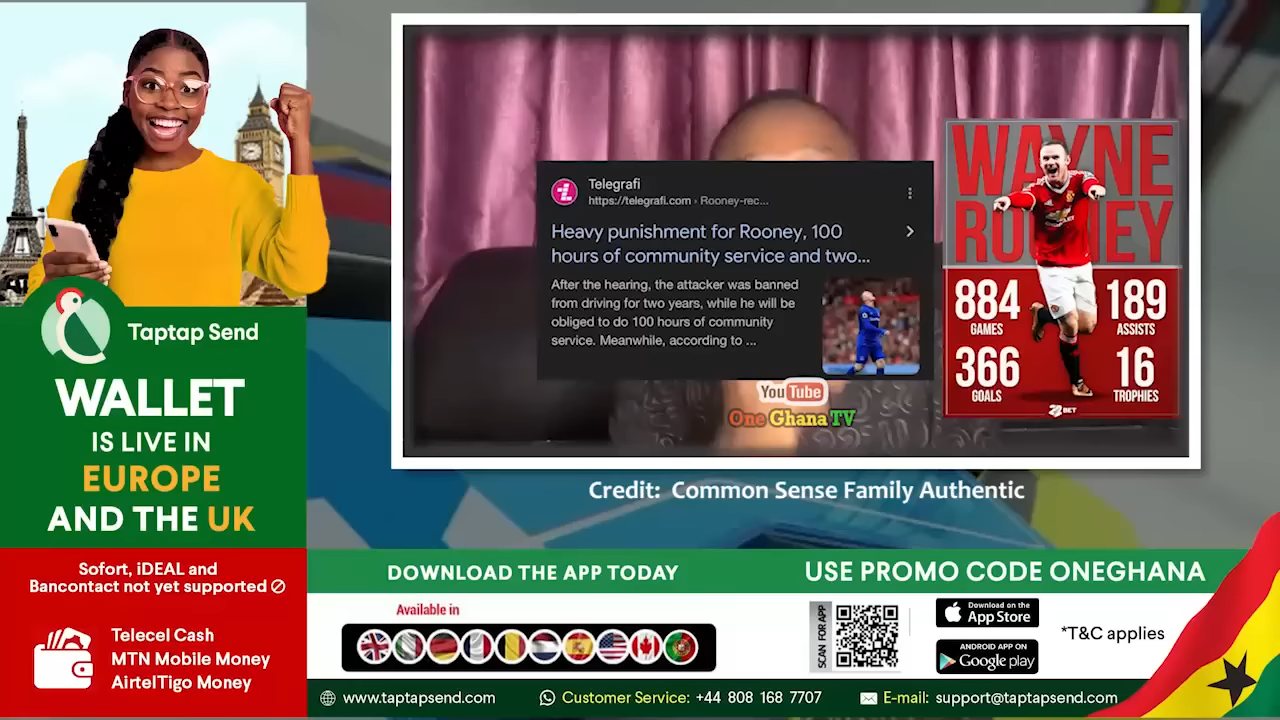 Taptap Send
WALLET
IS LIVE IN
EUROPE
AND THE UK
Sofort, iDEAL and
Bancontact not yet supported
Telecel Cash
MTN Mobile Money
AirtelTigo Money
Telegrafi
https://telegrafi.com › Rooney-rec...
Heavy punishment for Rooney, 100
hours of community service and two...
After the hearing, the attacker was banned
from driving for two years, while he will be
obliged to do 100 hours of community
service. Meanwhile, according to ...
YouTube
One Ghana TV
WAYNE
ROONEY
884
GAMES
189
ASSISTS
366
GOALS
16
TROPHIES
22BET
Credit: Common Sense Family Authentic
DOWNLOAD THE APP TODAY
USE PROMO CODE ONEGHANA
Available in
SCAN FOR APP
Download on the
App Store
ANDROID APP ON
Google play
*T&C applies
www.taptapsend.com
Customer Service: +44 808 168 7707
E-mail: support@taptapsend.com